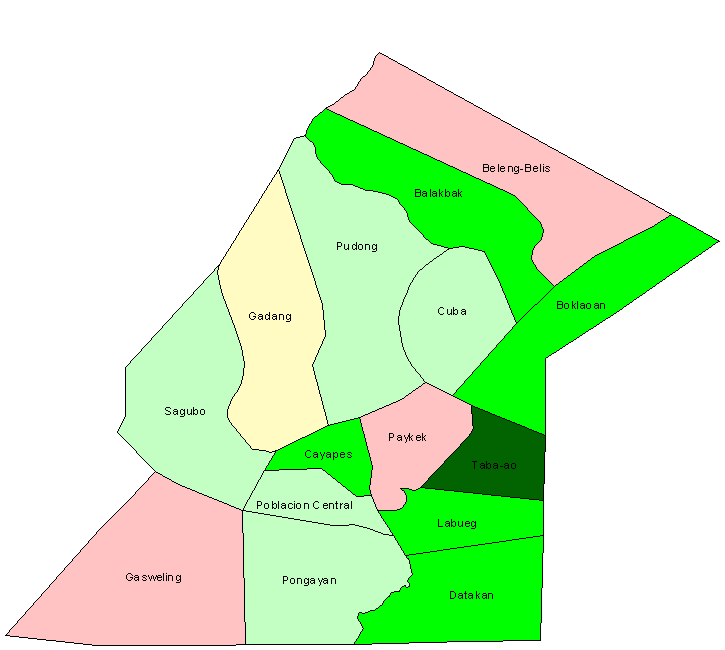 Beleng-Belis
Balakbak
Pudong
Boklaoan
Cuba
Gadang
Sagubo
Paykek
Cayapes
Taba-ao
Poblacion Central
Labueg
Gasweling
Pongayan
Datakan